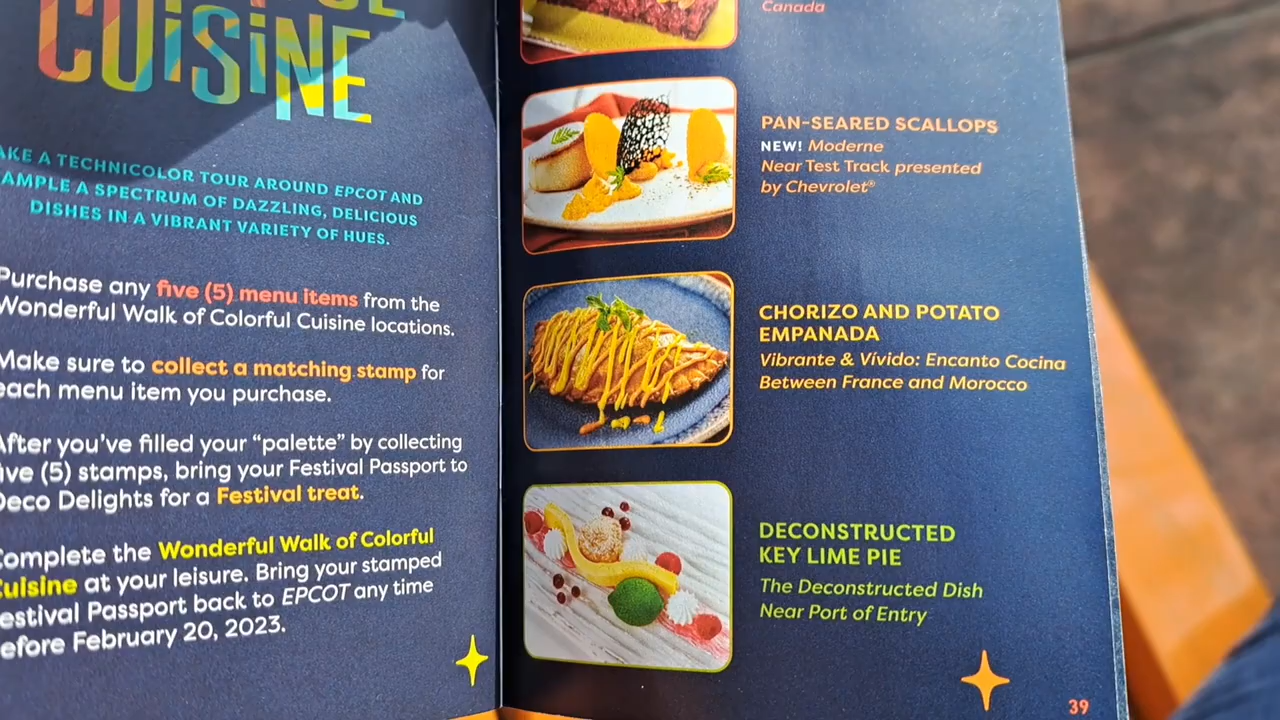 CUISINE
TAKE A TECHNICOLOR TOUR AROUND EPCOT AND
SAMPLE A SPECTRUM OF DAZZLING, DELICIOUS
DISHES IN A VIBRANT VARIETY OF HUES.
Purchase any five (5) menu items from the
Wonderful Walk of Colorful Cuisine locations.
Make sure to collect a matching stamp for
each menu item you purchase.
After you've filled your “palette” by collecting
five (5) stamps, bring your Festival Passport to
Deco Delights for a Festival treat.
Complete the Wonderful Walk of Colorful
Cuisine at your leisure. Bring your stamped
Festival Passport back to EPCOT any time
before February 20, 2023.
Canada
PAN-SEARED SCALLOPS
NEW! Moderne
Near Test Track presented
by Chevrolet®
CHORIZO AND POTATO
EMPANADA
Vibrante & Vívido: Encanto Cocina
Between France and Morocco
DECONSTRUCTED
KEY LIME PIE
The Deconstructed Dish
Near Port of Entry
39